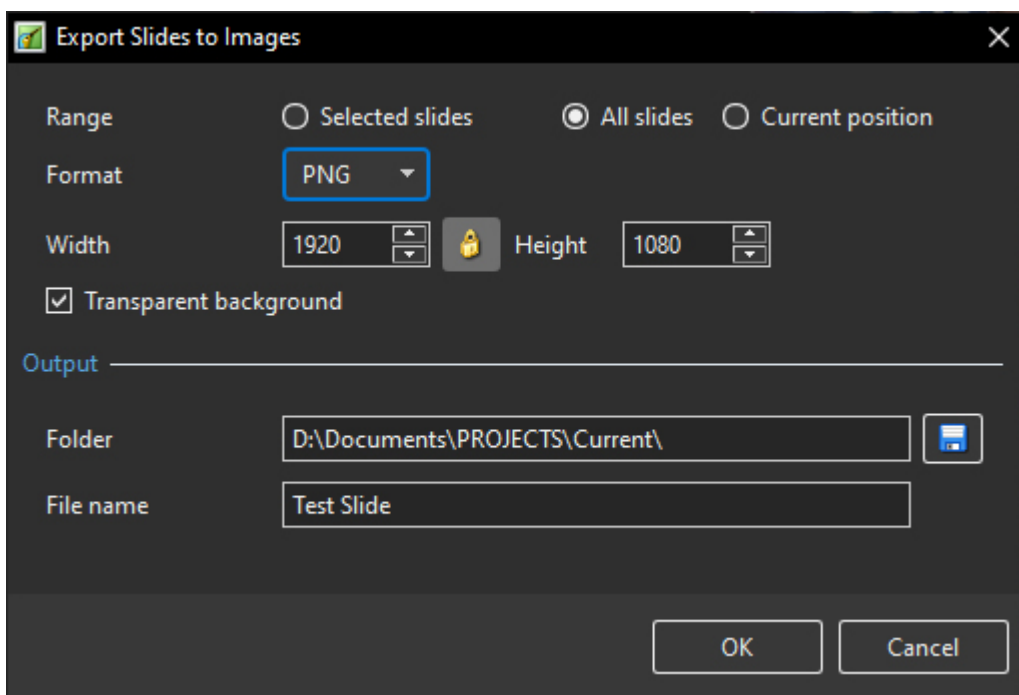 Export Slides to Images
Range Selected slides All slides Current position
Format PNG
Width 1920 Height 1080
Transparent background
Output
Folder D:\Documents\PROJECTS\Current\
File name Test Slide
OK Cancel